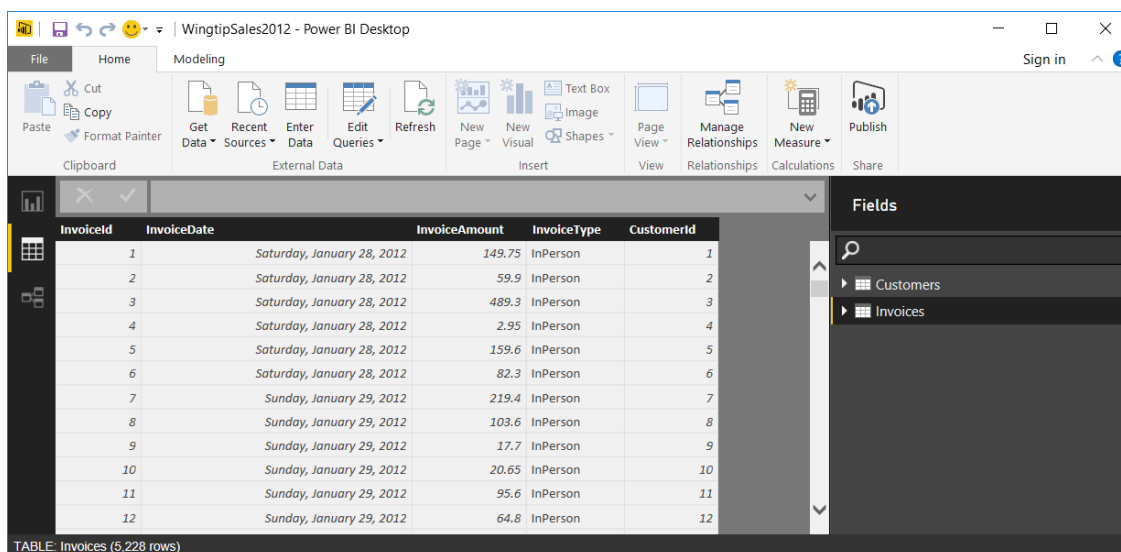 WingtipSales2012 - Power BI Desktop
File Home Modeling Sign in
Paste
Cut
Copy
Format Painter
Get Data
Recent Sources
Enter Data
Edit Queries
Refresh
New Page
New Visual
Text Box
Image
Shapes
Page View
Manage Relationships
New Measure
Publish
Clipboard External Data Insert View Relationships Calculations Share
Fields
InvoiceId InvoiceDate InvoiceAmount InvoiceType CustomerId
1 Saturday, January 28, 2012 149.75 InPerson 1
2 Saturday, January 28, 2012 59.9 InPerson 2
3 Saturday, January 28, 2012 489.3 InPerson 3
4 Saturday, January 28, 2012 2.95 InPerson 4
5 Saturday, January 28, 2012 159.6 InPerson 5
6 Saturday, January 28, 2012 82.3 InPerson 6
7 Sunday, January 29, 2012 219.4 InPerson 7
8 Sunday, January 29, 2012 103.6 InPerson 8
9 Sunday, January 29, 2012 17.7 InPerson 9
10 Sunday, January 29, 2012 20.65 InPerson 10
11 Sunday, January 29, 2012 95.6 InPerson 11
12 Sunday, January 29, 2012 64.8 InPerson 12
Customers
Invoices
TABLE: Invoices (5,228 rows)